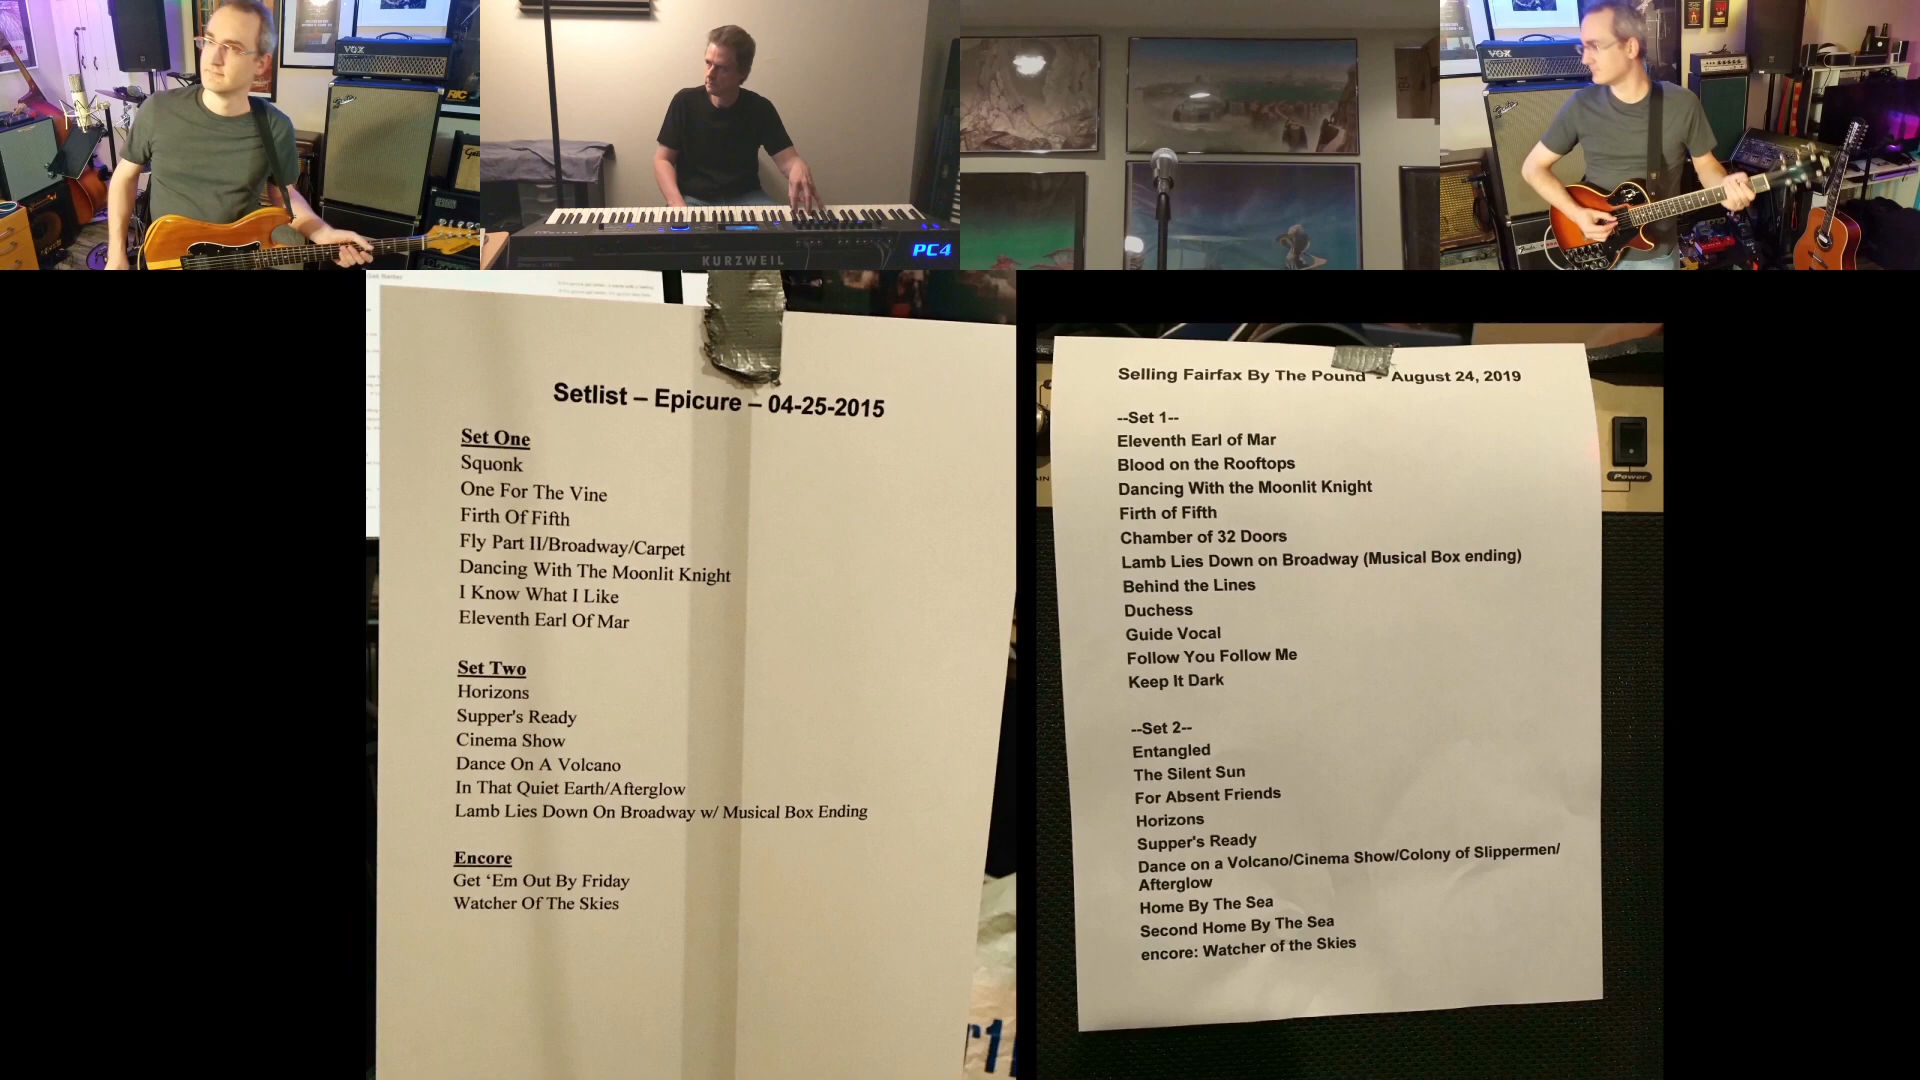 VOX
Fender
RIC
KURZWEIL
PC4
VOX
Fender
Setlist – Epicure – 04-25-2015
Set One
Squonk
One For The Vine
Firth Of Fifth
Fly Part II/Broadway/Carpet
Dancing With The Moonlit Knight
I Know What I Like
Eleventh Earl Of Mar
Set Two
Horizons
Supper's Ready
Cinema Show
Dance On A Volcano
In That Quiet Earth/Afterglow
Lamb Lies Down On Broadway w/ Musical Box Ending
Encore
Get ‘Em Out By Friday
Watcher Of The Skies
Selling Fairfax By The Pound - August 24, 2019
--Set 1--
Eleventh Earl of Mar
Blood on the Rooftops
Dancing With the Moonlit Knight
Firth of Fifth
Chamber of 32 Doors
Lamb Lies Down on Broadway (Musical Box ending)
Behind the Lines
Duchess
Guide Vocal
Follow You Follow Me
Keep It Dark
--Set 2--
Entangled
The Silent Sun
For Absent Friends
Horizons
Supper's Ready
Dance on a Volcano/Cinema Show/Colony of Slippermen/
Afterglow
Home By The Sea
Second Home By The Sea
encore: Watcher of the Skies
Power